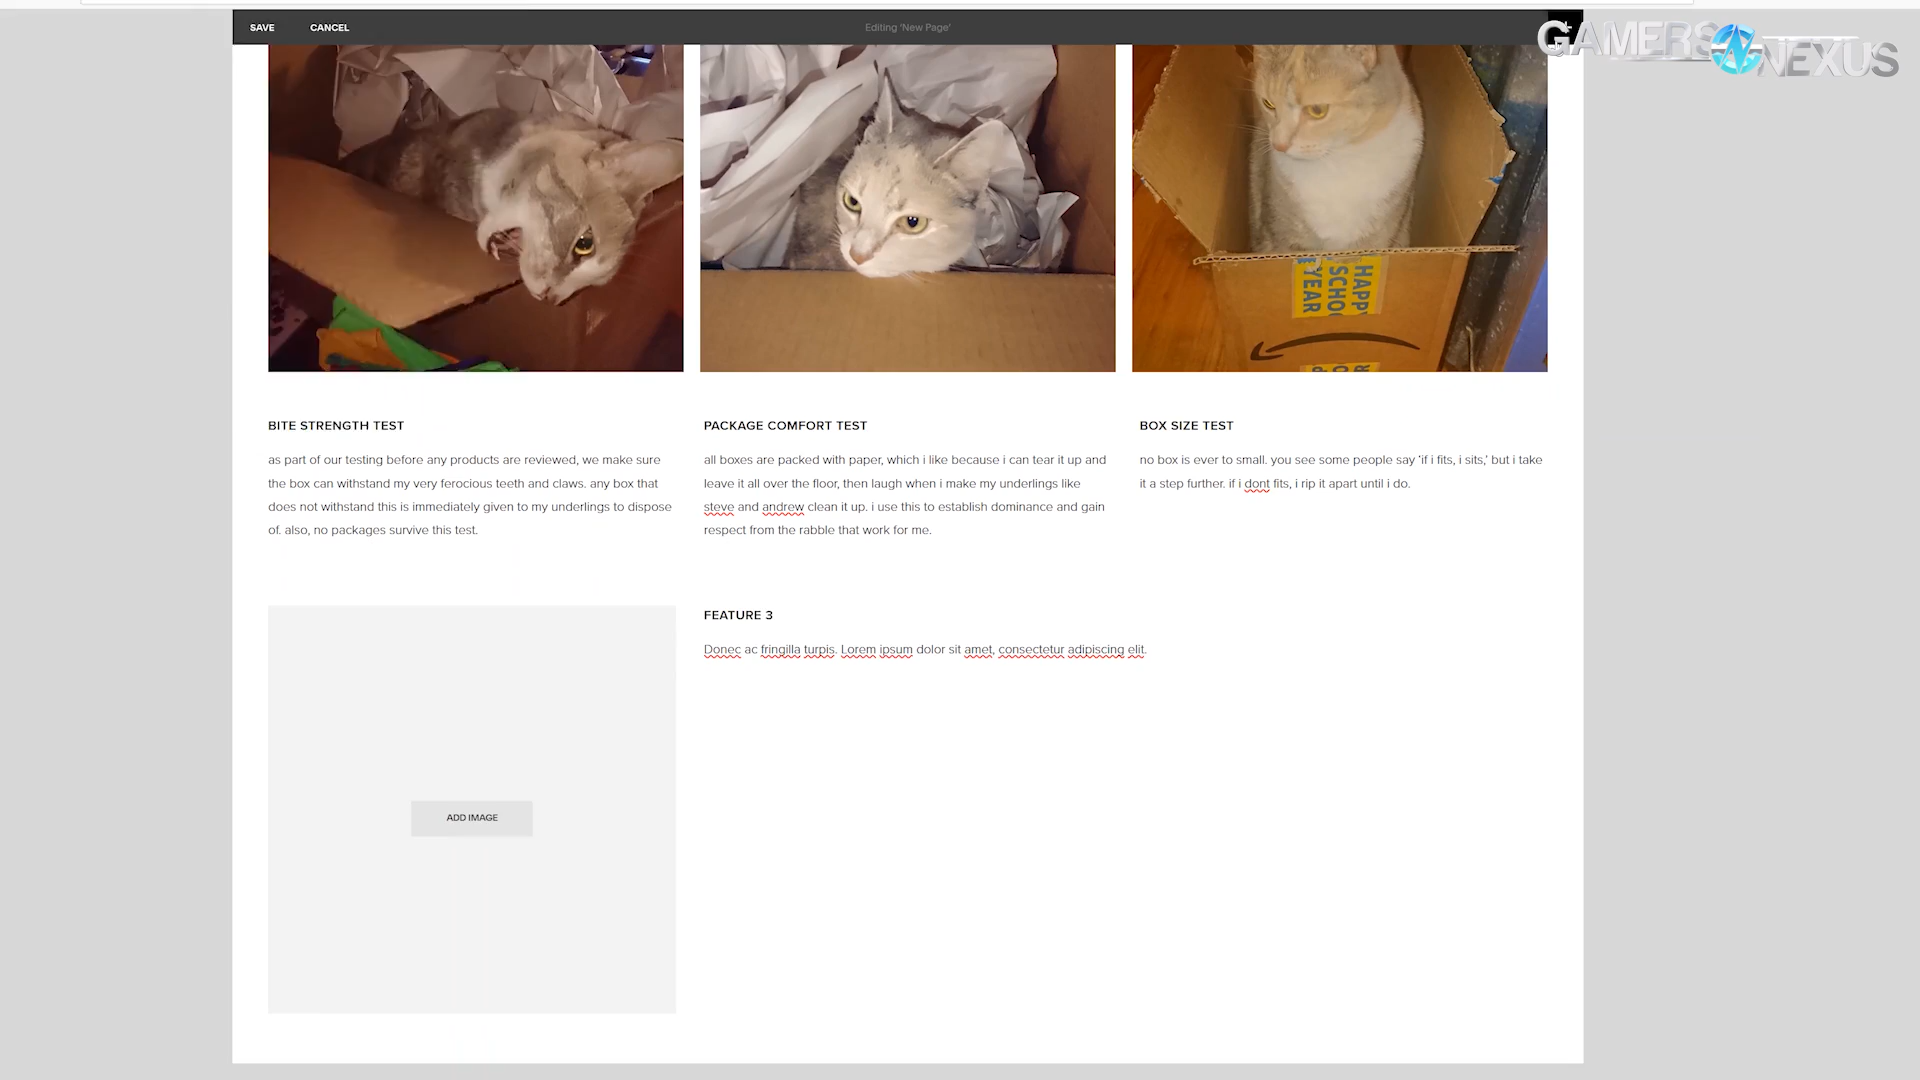 SAVE
CANCEL
Editing 'New Page'
GAMERS NEXUS
HAPPY
SCHO
YEAR
BITE STRENGTH TEST
as part of our testing before any products are reviewed, we make sure
the box can withstand my very ferocious teeth and claws. any box that
does not withstand this is immediately given to my underlings to dispose
of. also, no packages survive this test.
PACKAGE COMFORT TEST
all boxes are packed with paper, which i like because i can tear it up and
leave it all over the floor, then laugh when i make my underlings like
steve and andrew clean it up. i use this to establish dominance and gain
respect from the rabble that work for me.
BOX SIZE TEST
no box is ever to small. you see some people say ‘if i fits, i sits,’ but i take
it a step further. if i dont fits, i rip it apart until i do.
FEATURE 3
Donec ac fringilla turpis. Lorem ipsum dolor sit amet, consectetur adipiscing elit.
ADD IMAGE